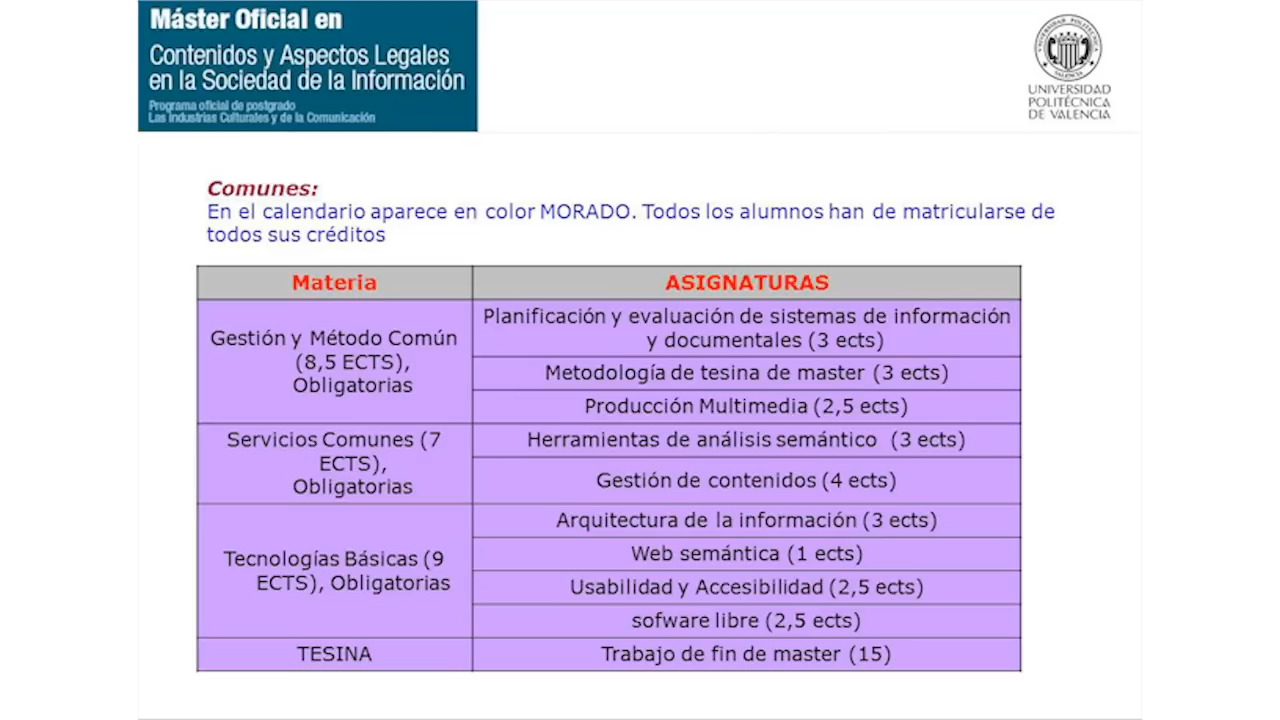 Máster Oficial en
Contenidos y Aspectos Legales
en la Sociedad de la Información
Programa oficial de postgrado
Las Industrias Culturales y de la Comunicación
UNIVERSIDAD POLITECNICA
VALENCIA
UNIVERSIDAD
POLITÉCNICA
DE VALENCIA
Comunes:
En el calendario aparece en color MORADO. Todos los alumnos han de matricularse de
todos sus créditos
Materia
ASIGNATURAS
Gestión y Método Común
(8,5 ECTS),
Obligatorias
Planificación y evaluación de sistemas de información
y documentales (3 ects)
Metodología de tesina de master (3 ects)
Producción Multimedia (2,5 ects)
Servicios Comunes (7
ECTS),
Obligatorias
Herramientas de análisis semántico (3 ects)
Gestión de contenidos (4 ects)
Tecnologías Básicas (9
ECTS), Obligatorias
Arquitectura de la información (3 ects)
Web semántica (1 ects)
Usabilidad y Accesibilidad (2,5 ects)
sofware libre (2,5 ects)
TESINA
Trabajo de fin de master (15)